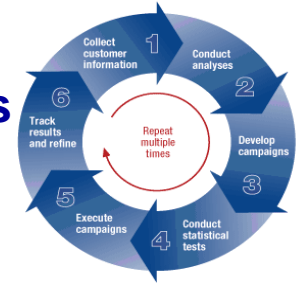 Collect
customer
information
1
Conduct
analyses
2
Develop
campaigns
3
Conduct
statistical
tests
4
Execute
campaigns
5
Track
results
and refine
6
Repeat
multiple
times
s